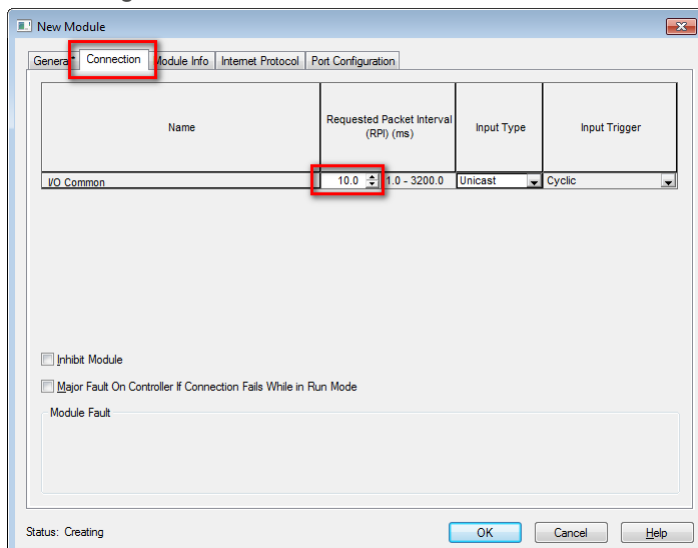 New Module
General* Connection Module Info Internet Protocol Port Configuration
Name
Requested Packet Interval
(RPI) (ms)
Input Type
Input Trigger
I/O Common
10.0
1.0 - 3200.0
Unicast
Cyclic
Inhibit Module
Major Fault On Controller If Connection Fails While in Run Mode
Module Fault
Status: Creating
OK
Cancel
Help